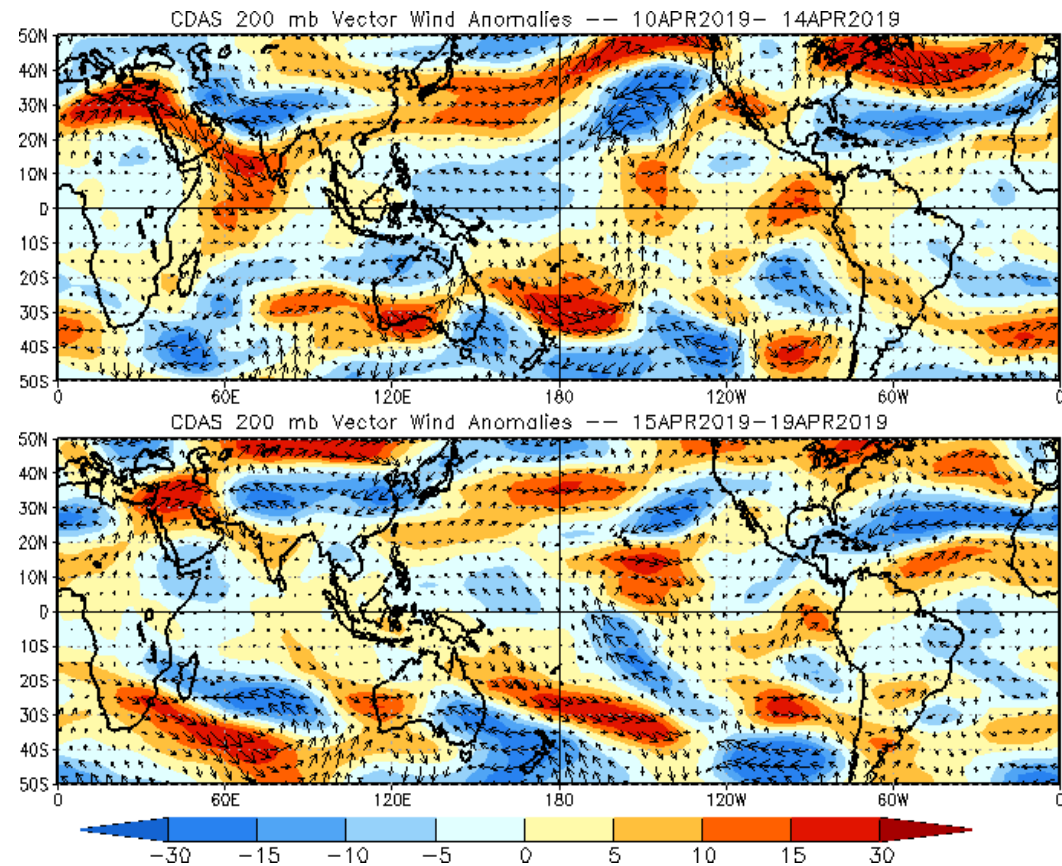 CDAS 200 mb Vector Wind Anomalies -- 10APR2019- 14APR2019
50N
40N
30N
20N
10N
0
10S
20S
30S
40S
50S
0 60E 120E 180 120W 60W 0
CDAS 200 mb Vector Wind Anomalies -- 15APR2019-19APR2019
50N
40N
30N
20N
10N
0
10S
20S
30S
40S
50S
0 60E 120E 180 120W 60W 0
-30 -15 -10 -5 0 5 10 15 30